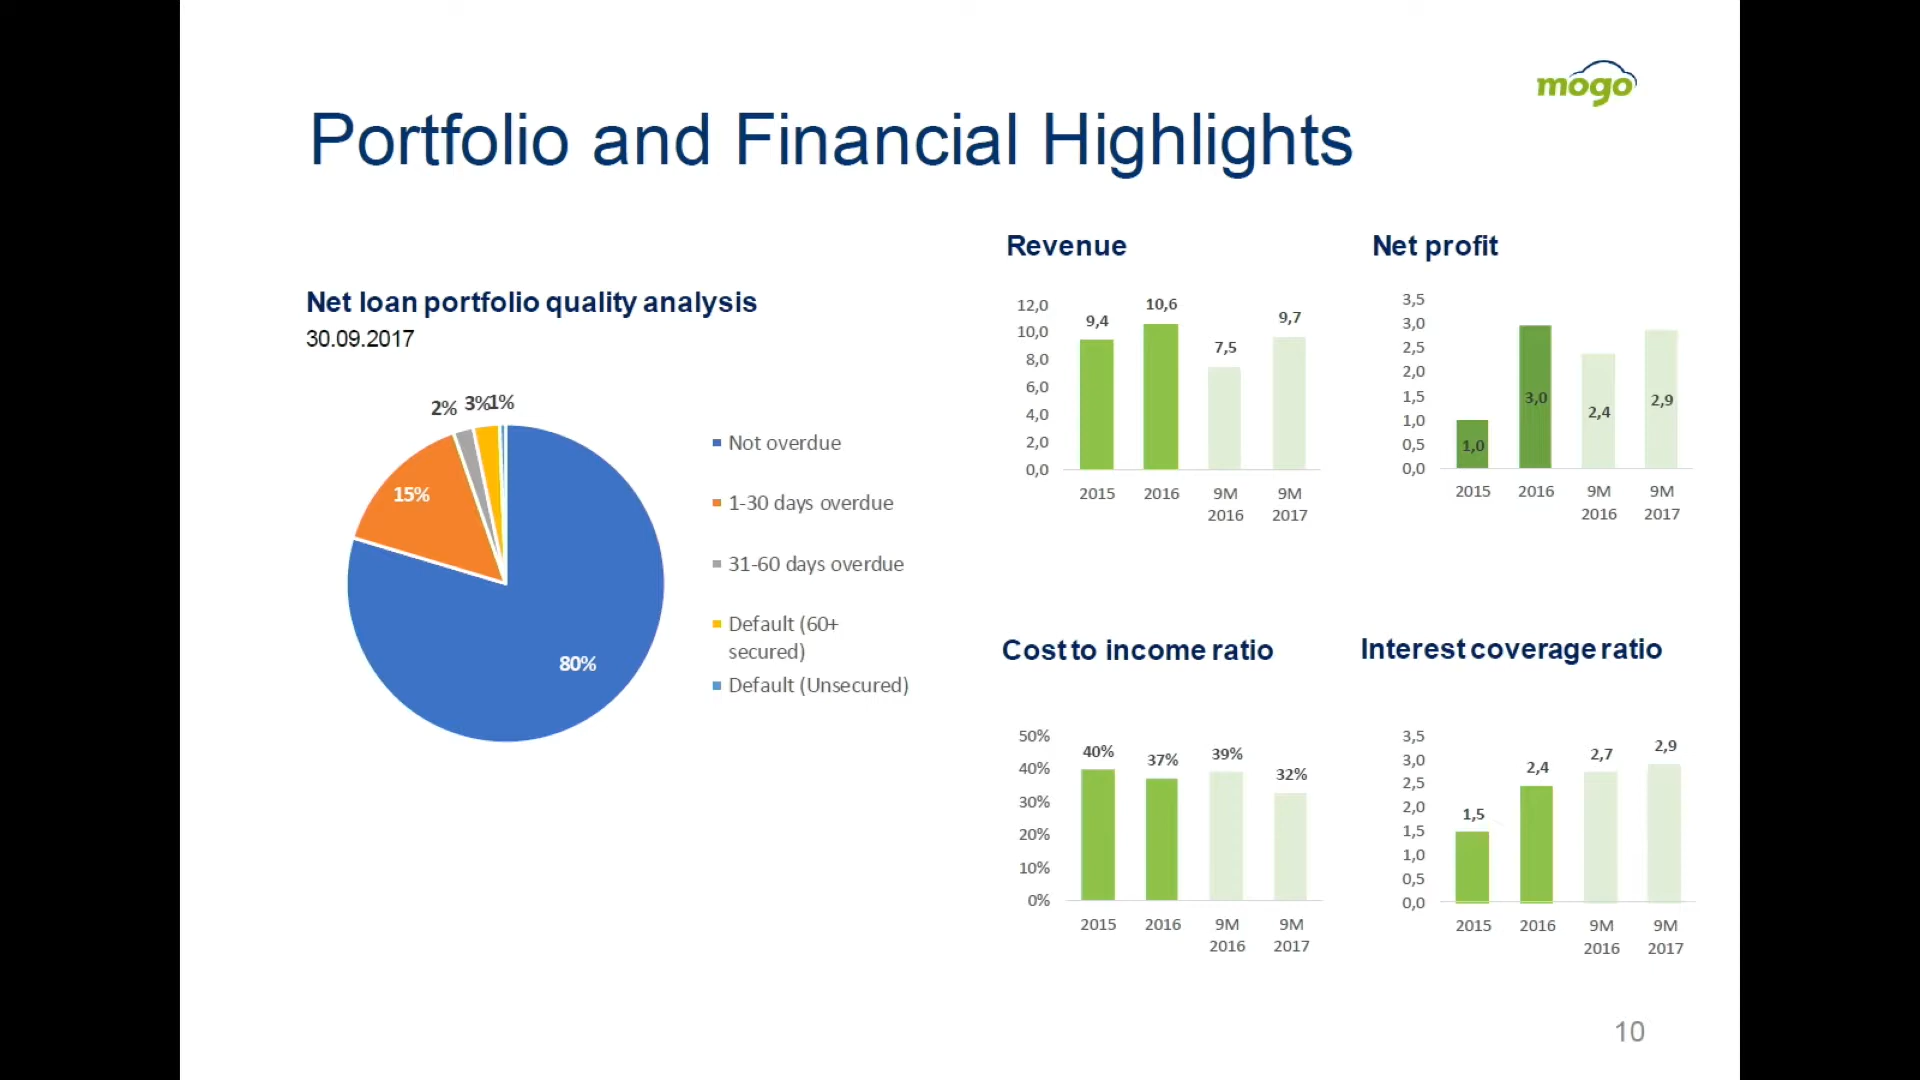 mogo
Portfolio and Financial Highlights
Net loan portfolio quality analysis
30.09.2017
2% 3% 1%
15%
80%
Not overdue
1-30 days overdue
31-60 days overdue
Default (60+
secured)
Default (Unsecured)
Revenue
12,0
10,0
8,0
6,0
4,0
2,0
0,0
9,4 10,6 7,5 9,7
2015 2016 9M 9M
2016 2017
Net profit
3,5
3,0
2,5
2,0
1,5
1,0
0,5
0,0
1,0 3,0 2,4 2,9
2015 2016 9M 9M
2016 2017
Cost to income ratio
50%
40%
30%
20%
10%
0%
40% 37% 39% 32%
2015 2016 9M 9M
2016 2017
Interest coverage ratio
3,5
3,0
2,5
2,0
1,5
1,0
0,5
0,0
1,5 2,4 2,7 2,9
2015 2016 9M 9M
2016 2017
10